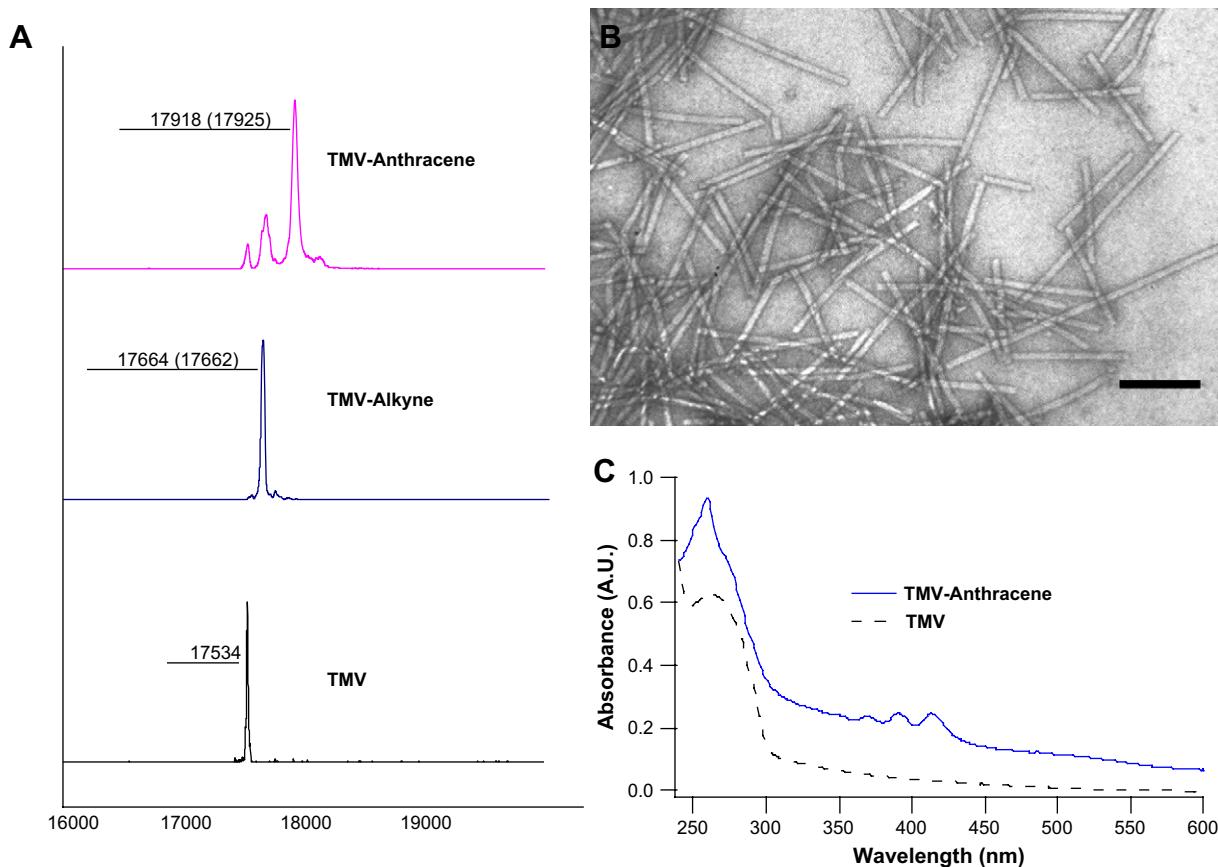 A
17918 (17925)
TMV-Anthracene
17664 (17662)
TMV-Alkyne
17534
TMV
16000 17000 18000 19000
B
C
1.0
0.8
0.6
0.4
0.2
0.0
Absorbance (A.U.)
TMV-Anthracene
TMV
250 300 350 400 450 500 550 600
Wavelength (nm)